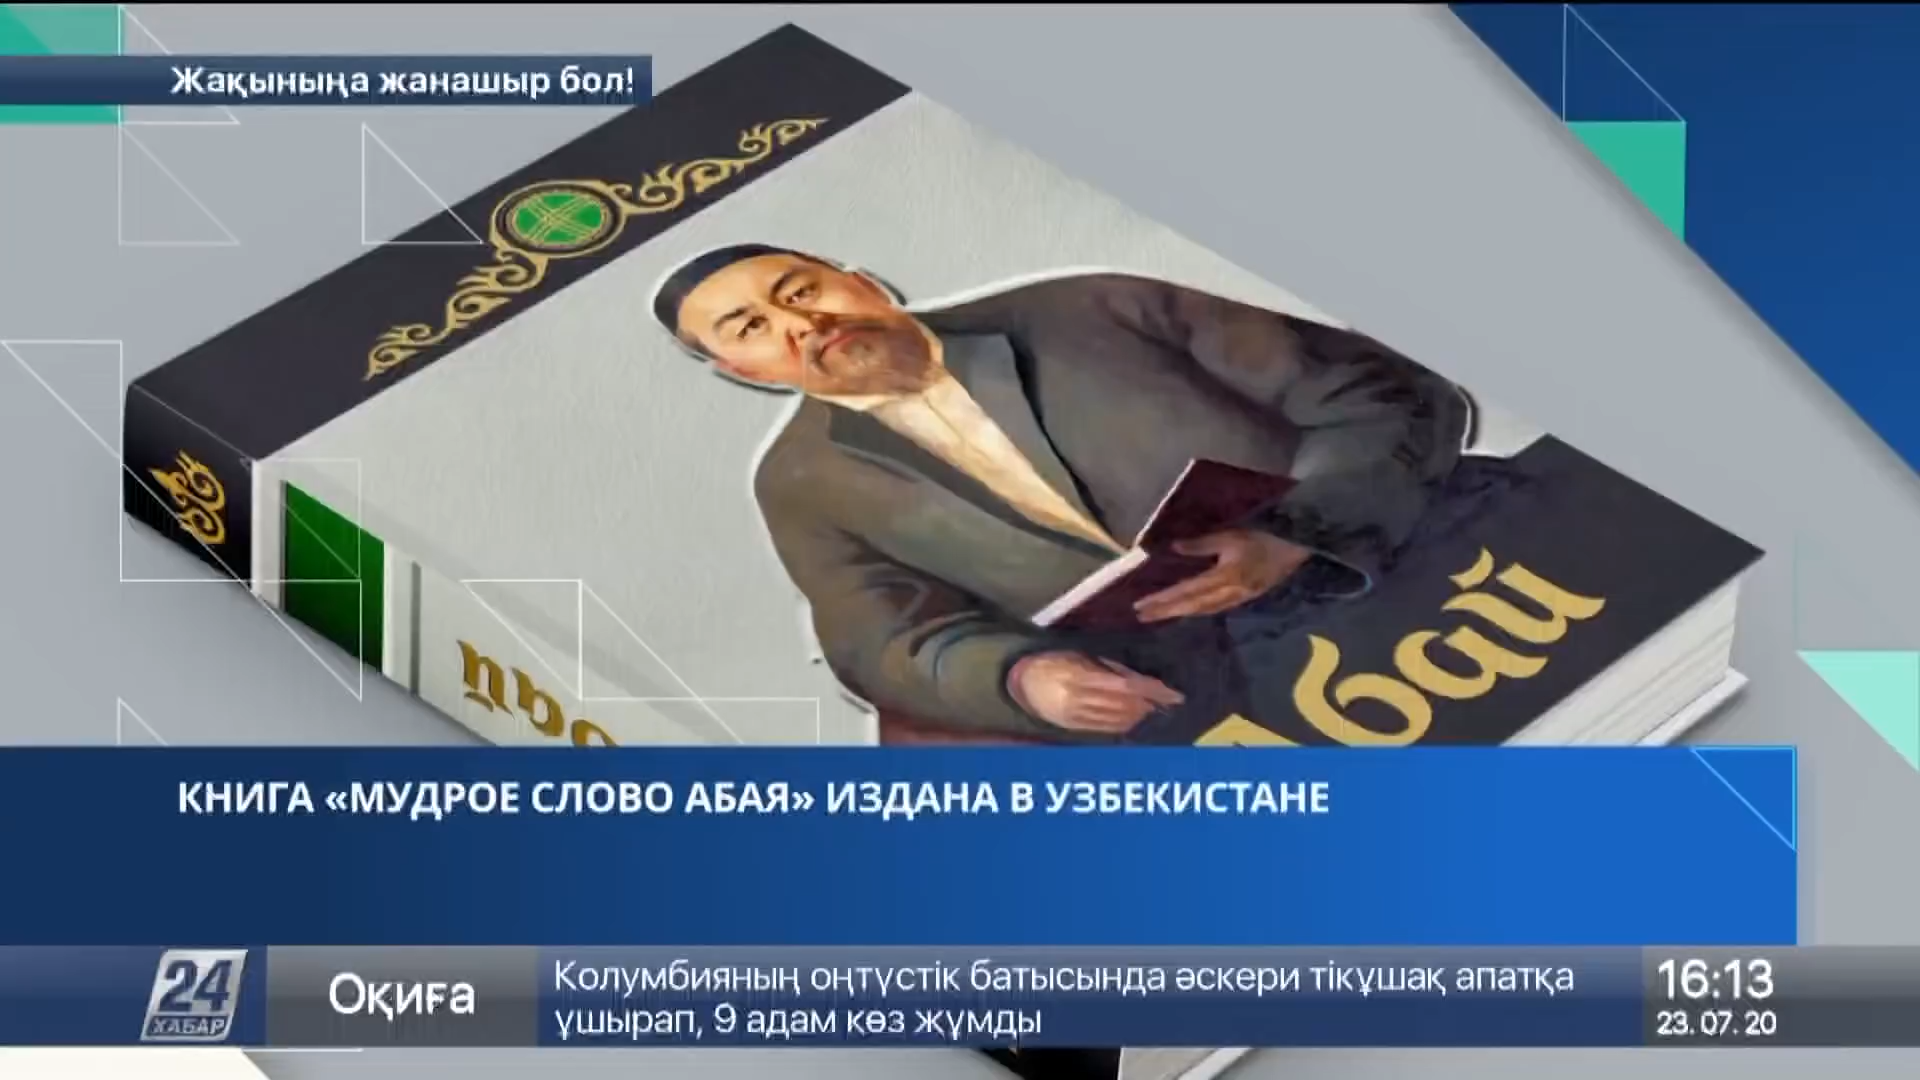 Жақыныңа жанашыр бол!
Абай
КНИГА «МУДРОЕ СЛОВО АБАЯ» ИЗДАНА В УЗБЕКИСТАНЕ
24
ХАБАР
Оқиға
Колумбияның оңтүстік батысында әскери тікұшақ апатқа
ұшырап, 9 адам көз жұмды
16:13
23. 07. 20